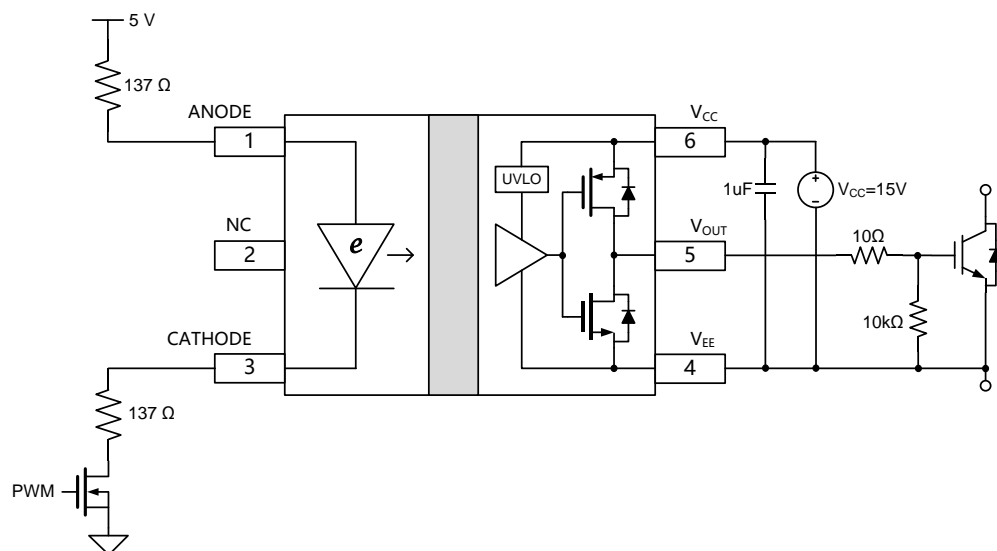 5 V
137 Ω
ANODE
1
NC
2
CATHODE
3
137 Ω
PWM
e
UVLO
VCC
6
1uF
VCC=15V
VOUT
5
10Ω
10kΩ
VEE
4